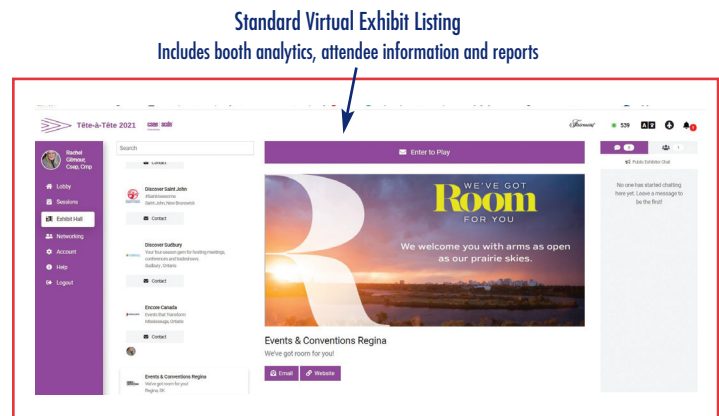 Standard Virtual Exhibit Listing
Includes booth analytics, attendee information and reports
Tête-à-Tête 2021
539
Rachel
Gilmour,
Csep, Cmp
Lobby
Sessions
Exhibit Hall
Networking
Account
Help
Logout
Search
Contact
Discover Saint John
Saint John, New Brunswick
Contact
Discover Sudbury
Your four-season gem for hosting meetings,
conferences and tradeshows.
Sudbury, Ontario
Contact
Encore Canada
Events that Transform
Mississauga, Ontario
Contact
Events & Conventions Regina
We've got room for you!
Regina, SK
Enter to Play
WE'VE GOT
Room
FOR YOU
We welcome you with arms as open
as our prairie skies.
Events & Conventions Regina
We've got room for you!
Email
Website
1
Public Exhibitor Chat
No one has started chatting
here yet. Leave a message to
be the first!